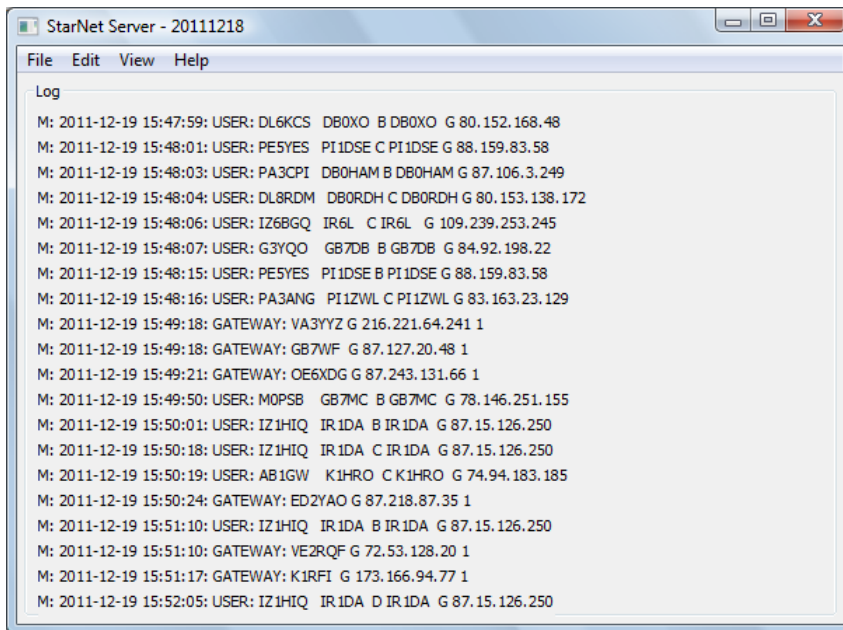 StarNet Server - 20111218
File Edit View Help
Log
M: 2011-12-19 15:47:59: USER: DL6KCS DB0XO B DB0XO G 80.152.168.48
M: 2011-12-19 15:48:01: USER: PE5YES PI1DSE C PI1DSE G 88.159.83.58
M: 2011-12-19 15:48:03: USER: PA3CPI DB0HAM B DB0HAM G 87.106.3.249
M: 2011-12-19 15:48:04: USER: DL8RDM DB0RDH C DB0RDH G 80.153.138.172
M: 2011-12-19 15:48:06: USER: IZ6BGQ IR6L C IR6L G 109.239.253.245
M: 2011-12-19 15:48:07: USER: G3YQO GB7DB B GB7DB G 84.92.198.22
M: 2011-12-19 15:48:15: USER: PE5YES PI1DSE B PI1DSE G 88.159.83.58
M: 2011-12-19 15:48:16: USER: PA3ANG PI1ZWL C PI1ZWL G 83.163.23.129
M: 2011-12-19 15:49:18: GATEWAY: VA3YYZ G 216.221.64.241 1
M: 2011-12-19 15:49:18: GATEWAY: GB7WF G 87.127.20.48 1
M: 2011-12-19 15:49:21: GATEWAY: OE6XDG G 87.243.131.66 1
M: 2011-12-19 15:49:50: USER: M0PSB GB7MC B GB7MC G 78.146.251.155
M: 2011-12-19 15:50:01: USER: IZ1HIQ IR1DA B IR1DA G 87.15.126.250
M: 2011-12-19 15:50:18: USER: IZ1HIQ IR1DA C IR1DA G 87.15.126.250
M: 2011-12-19 15:50:19: USER: AB1GW K1HRO C K1HRO G 74.94.183.185
M: 2011-12-19 15:50:24: GATEWAY: ED2YAO G 87.218.87.35 1
M: 2011-12-19 15:51:10: USER: IZ1HIQ IR1DA B IR1DA G 87.15.126.250
M: 2011-12-19 15:51:10: GATEWAY: VE2RQF G 72.53.128.20 1
M: 2011-12-19 15:51:17: GATEWAY: K1RFI G 173.166.94.77 1
M: 2011-12-19 15:52:05: USER: IZ1HIQ IR1DA D IR1DA G 87.15.126.250